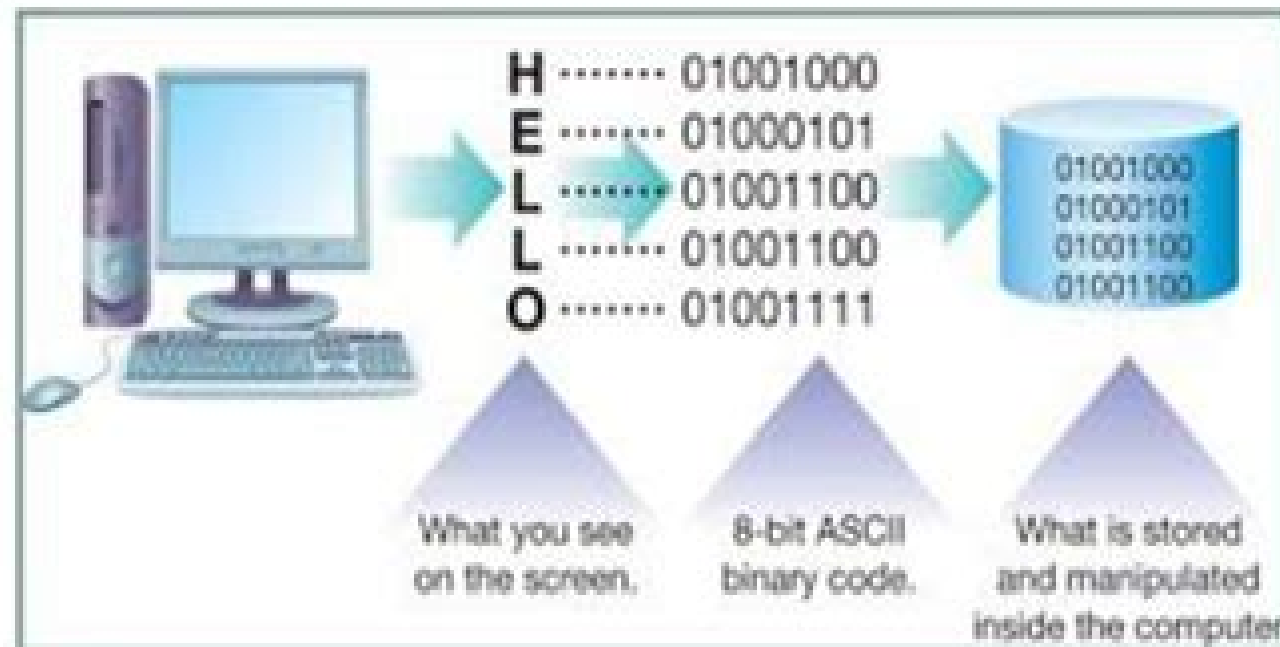 H ....... 01001000
E ....... 01000101
L ....... 01001100
L ....... 01001100
O ....... 01001111
01001000
01000101
01001100
01001100
What you see
on the screen.
8-bit ASCII
binary code.
What is stored
and manipulated
inside the computer